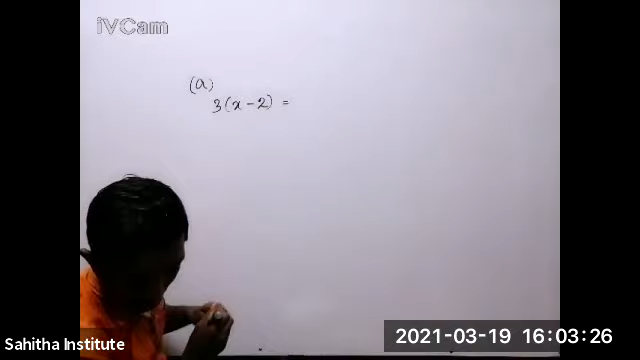 iVCam
(a)
3(x-2) =
Sahitha Institute
2021-03-19 16:03:26